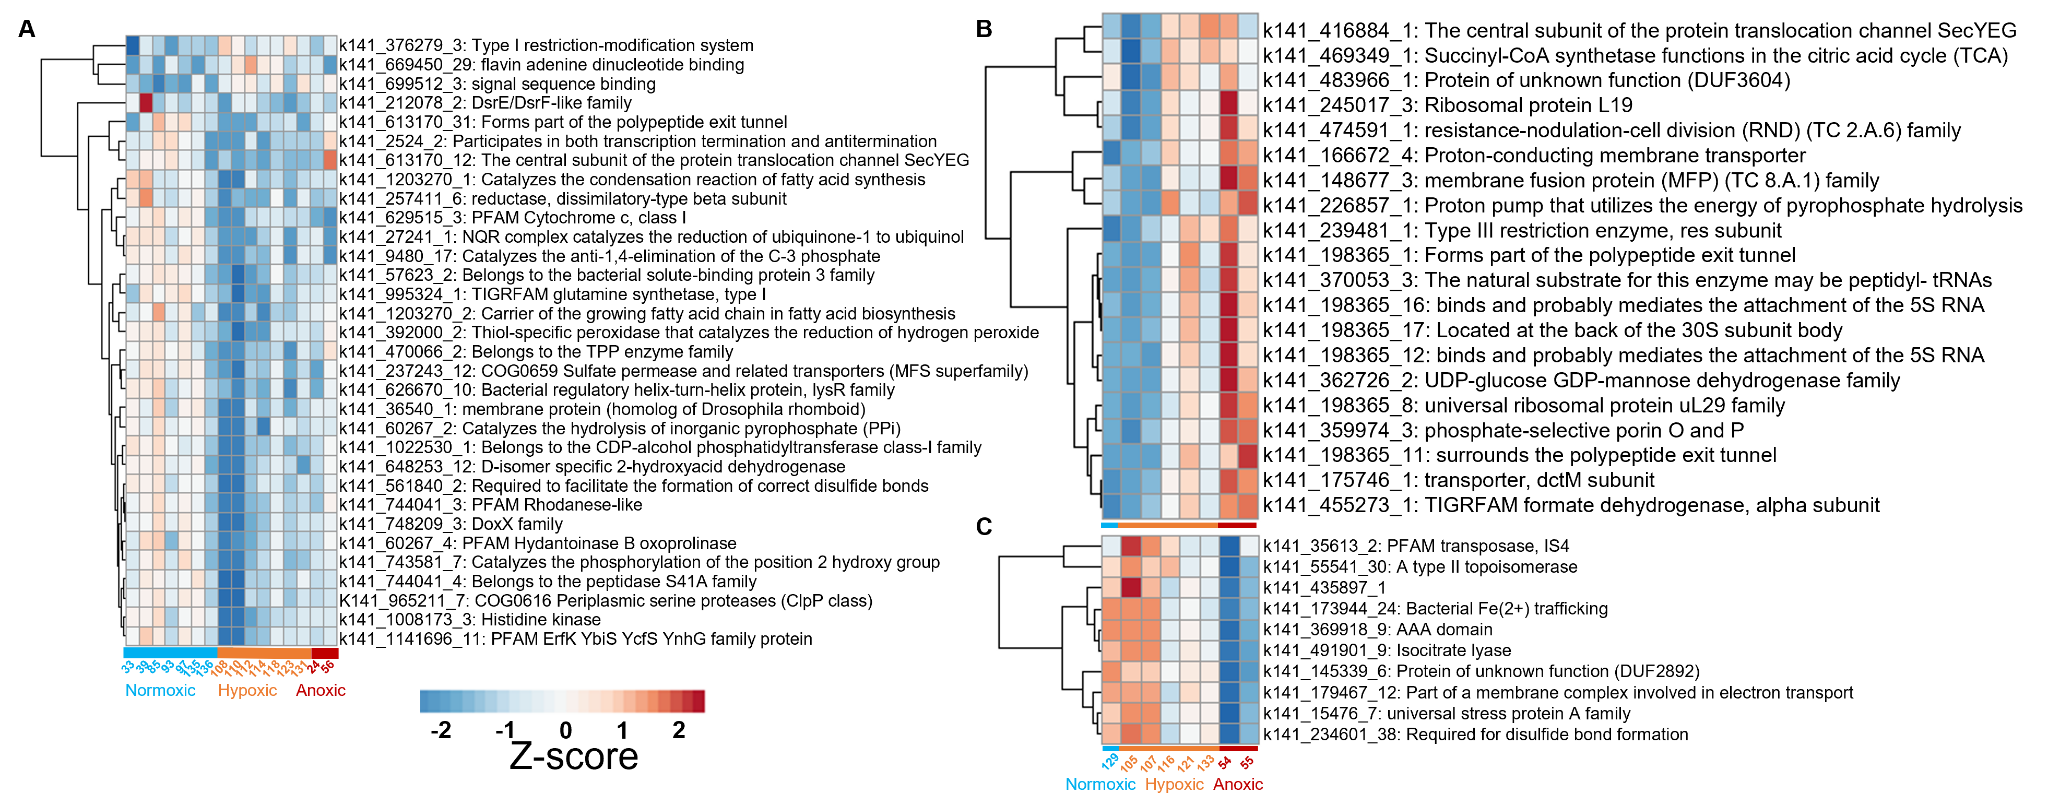 A
k141_376279_3: Type I restriction-modification system
k141_669450_29: flavin adenine dinucleotide binding
k141_699512_3: signal sequence binding
k141_212078_2: DsrE/DsrF-like family
k141_613170_31: Forms part of the polypeptide exit tunnel
k141_2524_2: Participates in both transcription termination and antitermination
k141_613170_12: The central subunit of the protein translocation channel SecYEG
k141_1203270_1: Catalyzes the condensation reaction of fatty acid synthesis
k141_257411_6: reductase, dissimilatory-type beta subunit
k141_629515_3: PFAM Cytochrome c, class I
k141_27241_1: NQR complex catalyzes the reduction of ubiquinone-1 to ubiquinol
k141_9480_17: Catalyzes the anti-1,4-elimination of the C-3 phosphate
k141_57623_2: Belongs to the bacterial solute-binding protein 3 family
k141_995324_1: TIGRFAM glutamine synthetase, type I
k141_1203270_2: Carrier of the growing fatty acid chain in fatty acid biosynthesis
k141_392000_2: Thiol-specific peroxidase that catalyzes the reduction of hydrogen peroxide
k141_470066_2: Belongs to the TPP enzyme family
k141_237243_12: COG0659 Sulfate permease and related transporters (MFS superfamily)
k141_626670_10: Bacterial regulatory helix-turn-helix protein, lysR family
k141_36540_1: membrane protein (homolog of Drosophila rhomboid)
k141_60267_2: Catalyzes the hydrolysis of inorganic pyrophosphate (PPi)
k141_1022530_1: Belongs to the CDP-alcohol phosphatidyltransferase class-I family
k141_648253_12: D-isomer specific 2-hydroxyacid dehydrogenase
k141_561840_2: Required to facilitate the formation of correct disulfide bonds
k141_744041_3: PFAM Rhodanese-like
k141_748209_3: DoxX family
k141_60267_4: PFAM Hydantoinase B oxoprolinase
k141_743581_7: Catalyzes the phosphorylation of the position 2 hydroxy group
k141_744041_4: Belongs to the peptidase S41A family
K141_965211_7: COG0616 Periplasmic serine proteases (ClpP class)
k141_1008173_3: Histidine kinase
k141_1141696_11: PFAM ErfK YbiS YcfS YnhG family protein
33 39 85 93 97 135 136 108 110 112 114 118 123 131 24 56
Normoxic Hypoxic Anoxic
-2 -1 0 1 2
Z-score
B
k141_416884_1: The central subunit of the protein translocation channel SecYEG
k141_469349_1: Succinyl-CoA synthetase functions in the citric acid cycle (TCA)
k141_483966_1: Protein of unknown function (DUF3604)
k141_245017_3: Ribosomal protein L19
k141_474591_1: resistance-nodulation-cell division (RND) (TC 2.A.6) family
k141_166672_4: Proton-conducting membrane transporter
k141_148677_3: membrane fusion protein (MFP) (TC 8.A.1) family
k141_226857_1: Proton pump that utilizes the energy of pyrophosphate hydrolysis
k141_239481_1: Type III restriction enzyme, res subunit
k141_198365_1: Forms part of the polypeptide exit tunnel
k141_370053_3: The natural substrate for this enzyme may be peptidyl- tRNAs
k141_198365_16: binds and probably mediates the attachment of the 5S RNA
k141_198365_17: Located at the back of the 30S subunit body
k141_198365_12: binds and probably mediates the attachment of the 5S RNA
k141_362726_2: UDP-glucose GDP-mannose dehydrogenase family
k141_198365_8: universal ribosomal protein uL29 family
k141_359974_3: phosphate-selective porin O and P
k141_198365_11: surrounds the polypeptide exit tunnel
k141_175746_1: transporter, dctM subunit
k141_455273_1: TIGRFAM formate dehydrogenase, alpha subunit
C
k141_35613_2: PFAM transposase, IS4
k141_55541_30: A type II topoisomerase
k141_435897_1
k141_173944_24: Bacterial Fe(2+) trafficking
k141_369918_9: AAA domain
k141_491901_9: Isocitrate lyase
k141_145339_6: Protein of unknown function (DUF2892)
k141_179467_12: Part of a membrane complex involved in electron transport
k141_15476_7: universal stress protein A family
k141_234601_38: Required for disulfide bond formation
129 105 107 116 121 133 54 55
Normoxic Hypoxic Anoxic